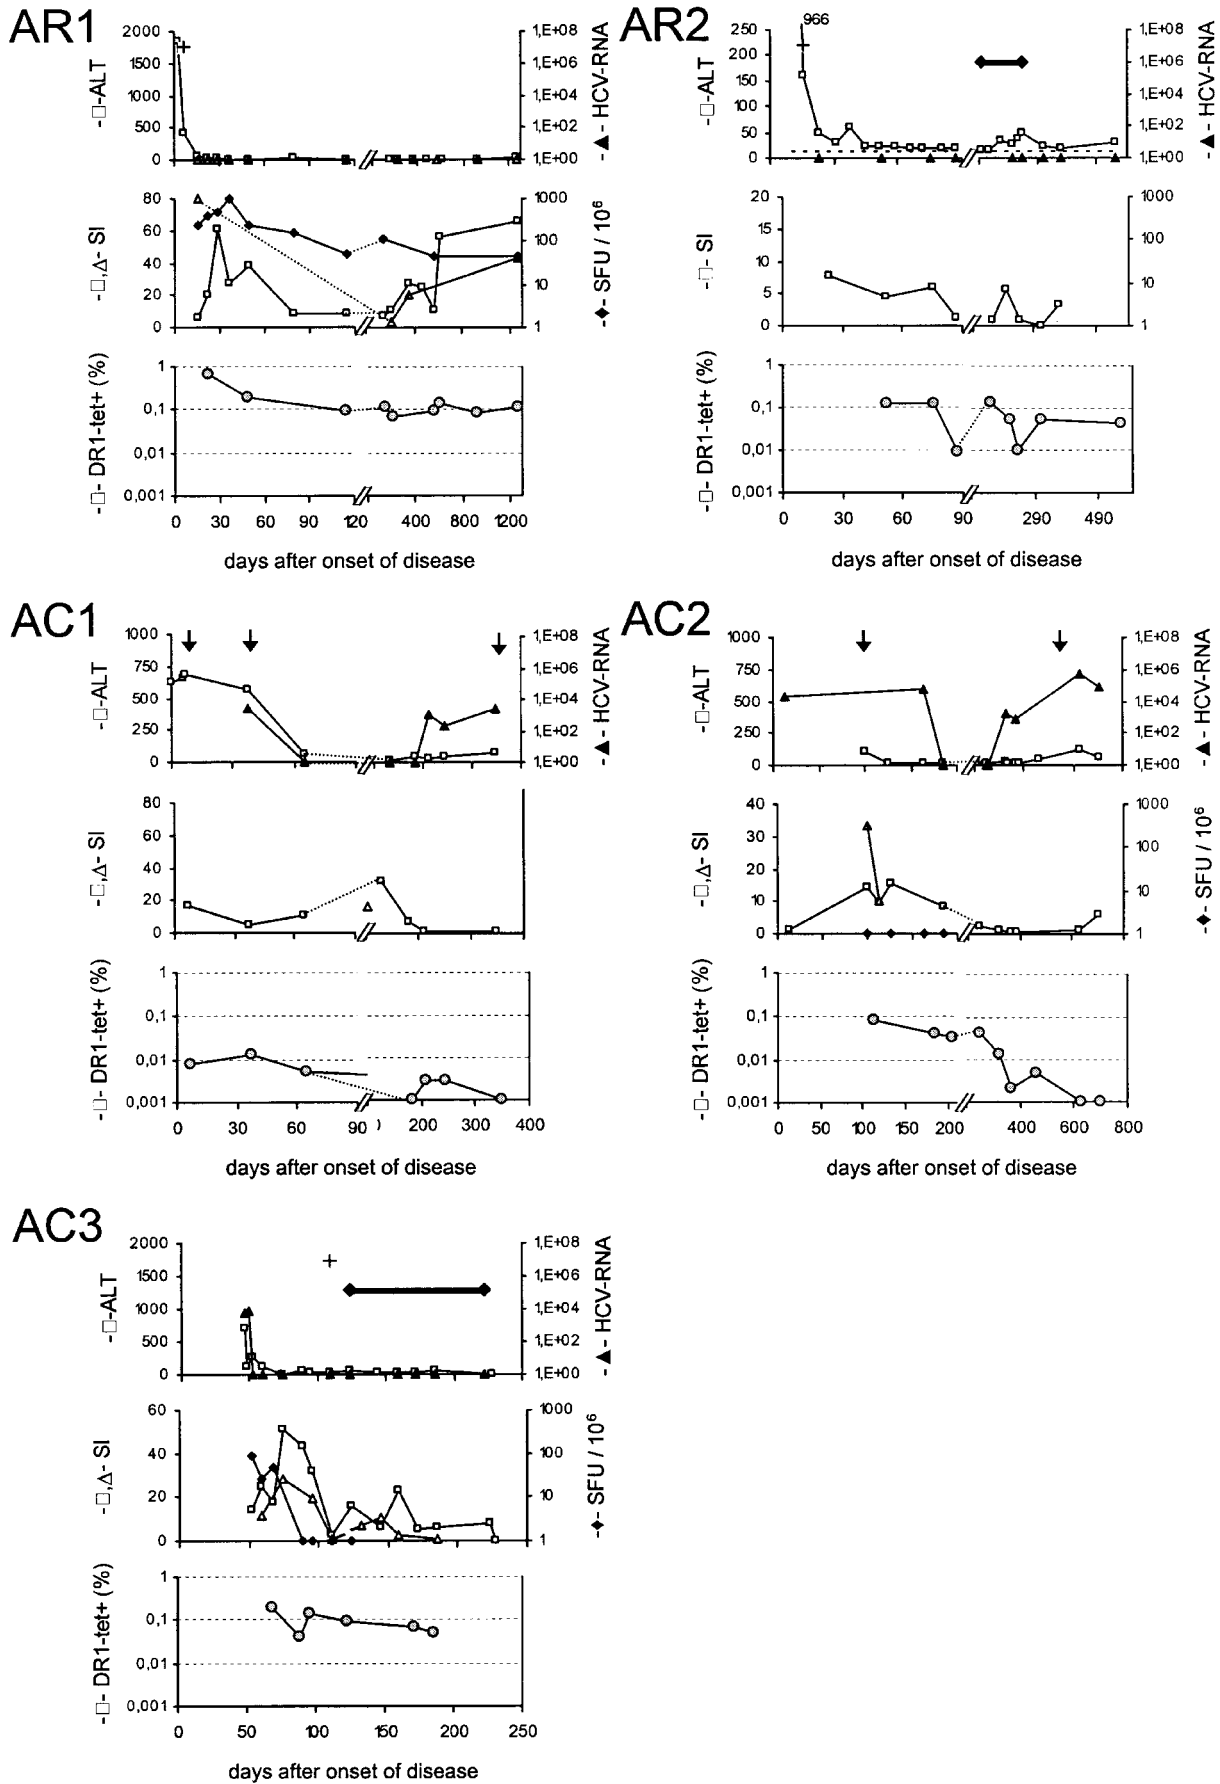 AR1
-□-ALT
2000
1500
1000
500
0
1,E+08
1,E+06
1,E+04
1,E+02
1,E+00
-▲- HCV-RNA
-□,Δ- SI
80
60
40
20
0
1000
100
10
1
-◆- SFU / 10⁶
-□- DR1-tet+ (%)
1
0,1
0,01
0,001
0 30 60 90 120 400 800 1200
days after onset of disease
AR2
966
-□-ALT
250
200
150
100
50
0
1,E+08
1,E+06
1,E+04
1,E+02
1,E+00
-▲- HCV-RNA
-□- SI
20
15
10
5
0
1000
100
10
1
-□- DR1-tet+ (%)
1
0,1
0,01
0,001
0 30 60 90 290 490
days after onset of disease
AC1
-□-ALT
1000
750
500
250
0
1,E+08
1,E+06
1,E+04
1,E+02
1,E+00
-▲- HCV-RNA
-□,Δ- SI
80
60
40
20
0
-□- DR1-tet+ (%)
1
0,1
0,01
0,001
0 30 60 90 ) 200 300 400
days after onset of disease
AC2
-□-ALT
1000
750
500
250
0
1,E+08
1,E+06
1,E+04
1,E+02
1,E+00
-▲- HCV-RNA
-□,Δ- SI
40
30
20
10
0
1000
100
10
1
-◆- SFU / 10⁶
-□- DR1-tet+ (%)
1
0,1
0,01
0,001
0 50 100 150 200 400 600 800
days after onset of disease
AC3
-□-ALT
2000
1500
1000
500
0
1,E+08
1,E+06
1,E+04
1,E+02
1,E+00
-▲- HCV-RNA
-□,Δ- SI
60
40
20
0
1000
100
10
1
-◆- SFU / 10⁶
-□- DR1-tet+ (%)
1
0,1
0,01
0,001
0 50 100 150 200 250
days after onset of disease